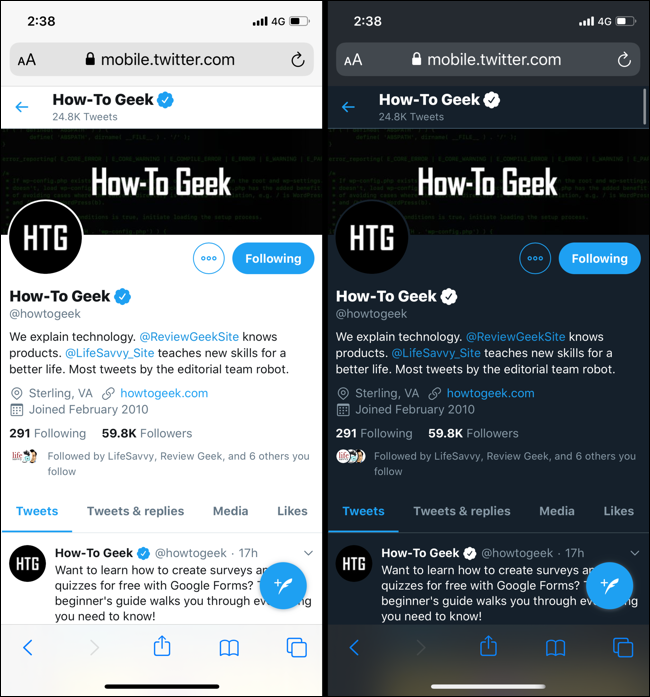 2:38
4G
AA mobile.twitter.com
How-To Geek
24.8K Tweets
How-To Geek
HTG
Following
How-To Geek
@howtogeek
We explain technology. @ReviewGeekSite knows
products. @LifeSavvy_Site teaches new skills for a
better life. Most tweets by the editorial team robot.
Sterling, VA howtogeek.com
Joined February 2010
291 Following 59.8K Followers
life
Followed by LifeSavvy, Review Geek, and 6 others you
follow
Tweets Tweets & replies Media Likes
HTG
How-To Geek @howtogeek · 17h
Want to learn how to create surveys an
quizzes for free with Google Forms?
beginner's guide walks you through ev ng
you need to know!
2:38
4G
AA mobile.twitter.com
How-To Geek
24.8K Tweets
How-To Geek
HTG
Following
How-To Geek
@howtogeek
We explain technology. @ReviewGeekSite knows
products. @LifeSavvy_Site teaches new skills for a
better life. Most tweets by the editorial team robot.
Sterling, VA howtogeek.com
Joined February 2010
291 Following 59.8K Followers
life
Followed by LifeSavvy, Review Geek, and 6 others you
follow
Tweets Tweets & replies Media Likes
HTG
How-To Geek @howtogeek · 17h
Want to learn how to create surveys an
quizzes for free with Google Forms?
beginner's guide walks you through ev ng
you need to know!